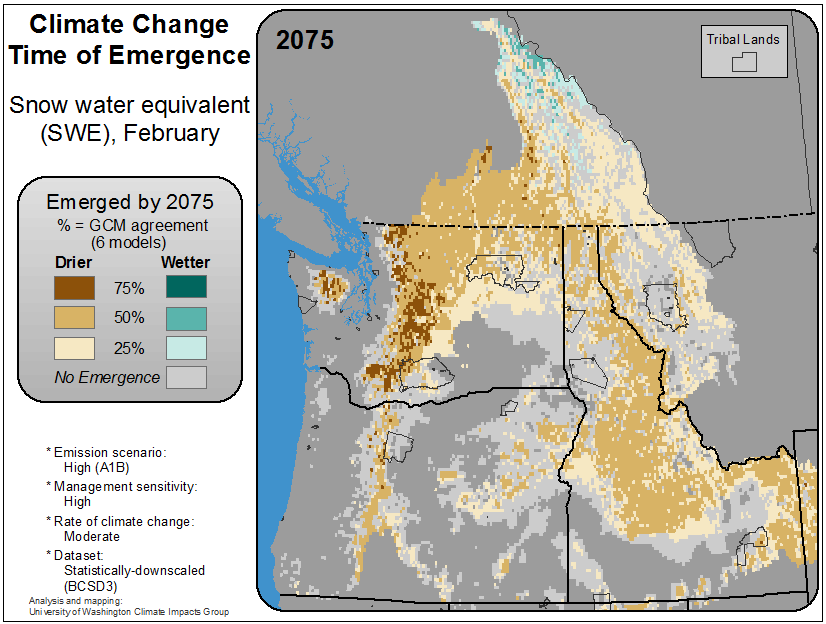 Climate Change
Time of Emergence
Snow water equivalent
(SWE), February
Emerged by 2075
% = GCM agreement
(6 models)
Drier Wetter
75%
50%
25%
No Emergence
* Emission scenario:
High (A1B)
* Management sensitivity:
High
* Rate of climate change:
Moderate
* Dataset:
Statistically-downscaled
(BCSD3)
Analysis and mapping:
University of Washington Climate Impacts Group
2075
Tribal Lands